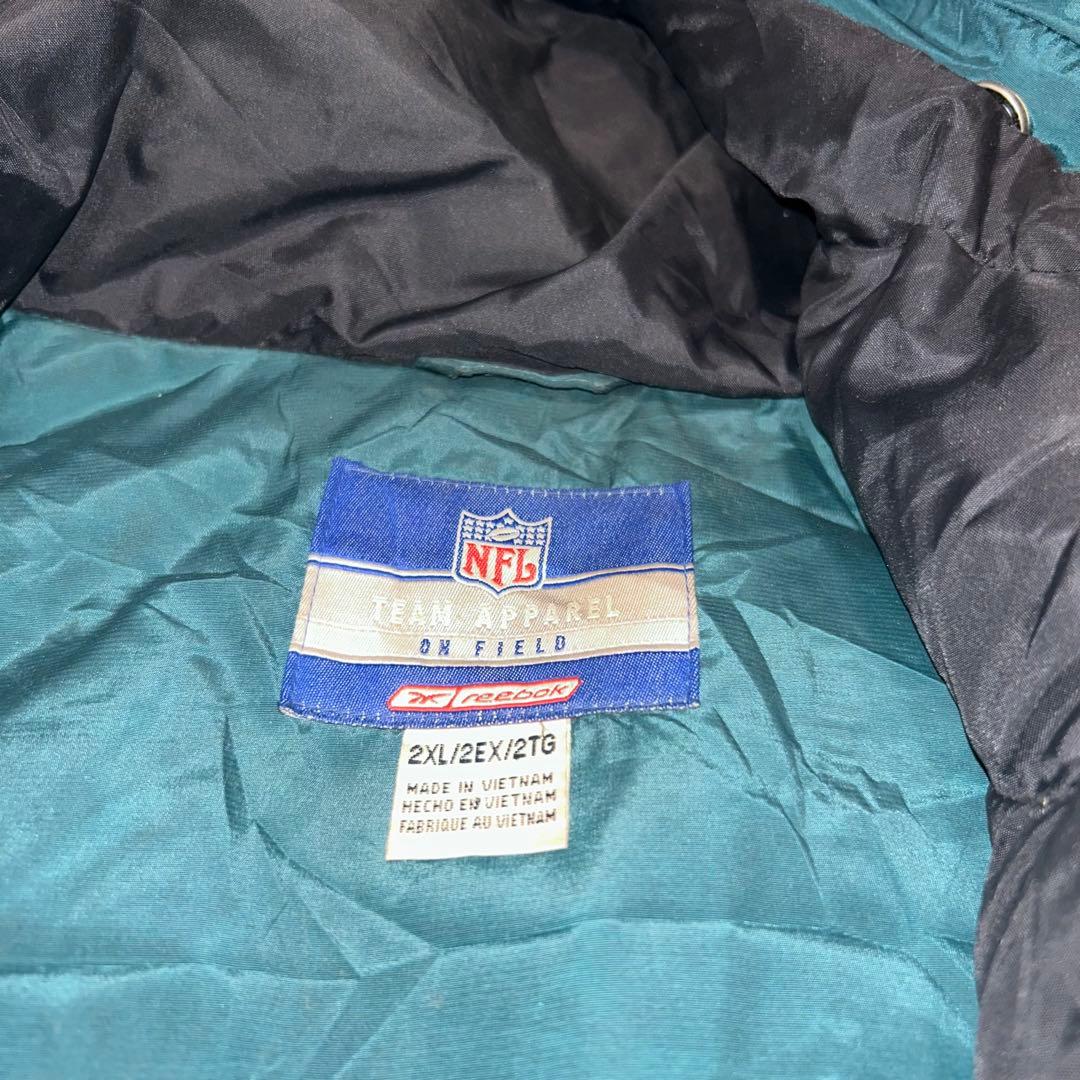 NFL
TEAM APPAREL
ON FIELD
reebok
2XL/2EX/2TG
MADE IN VIETNAM
HECHO EN VIETNAM
FABRIQUE AU VIETNAM